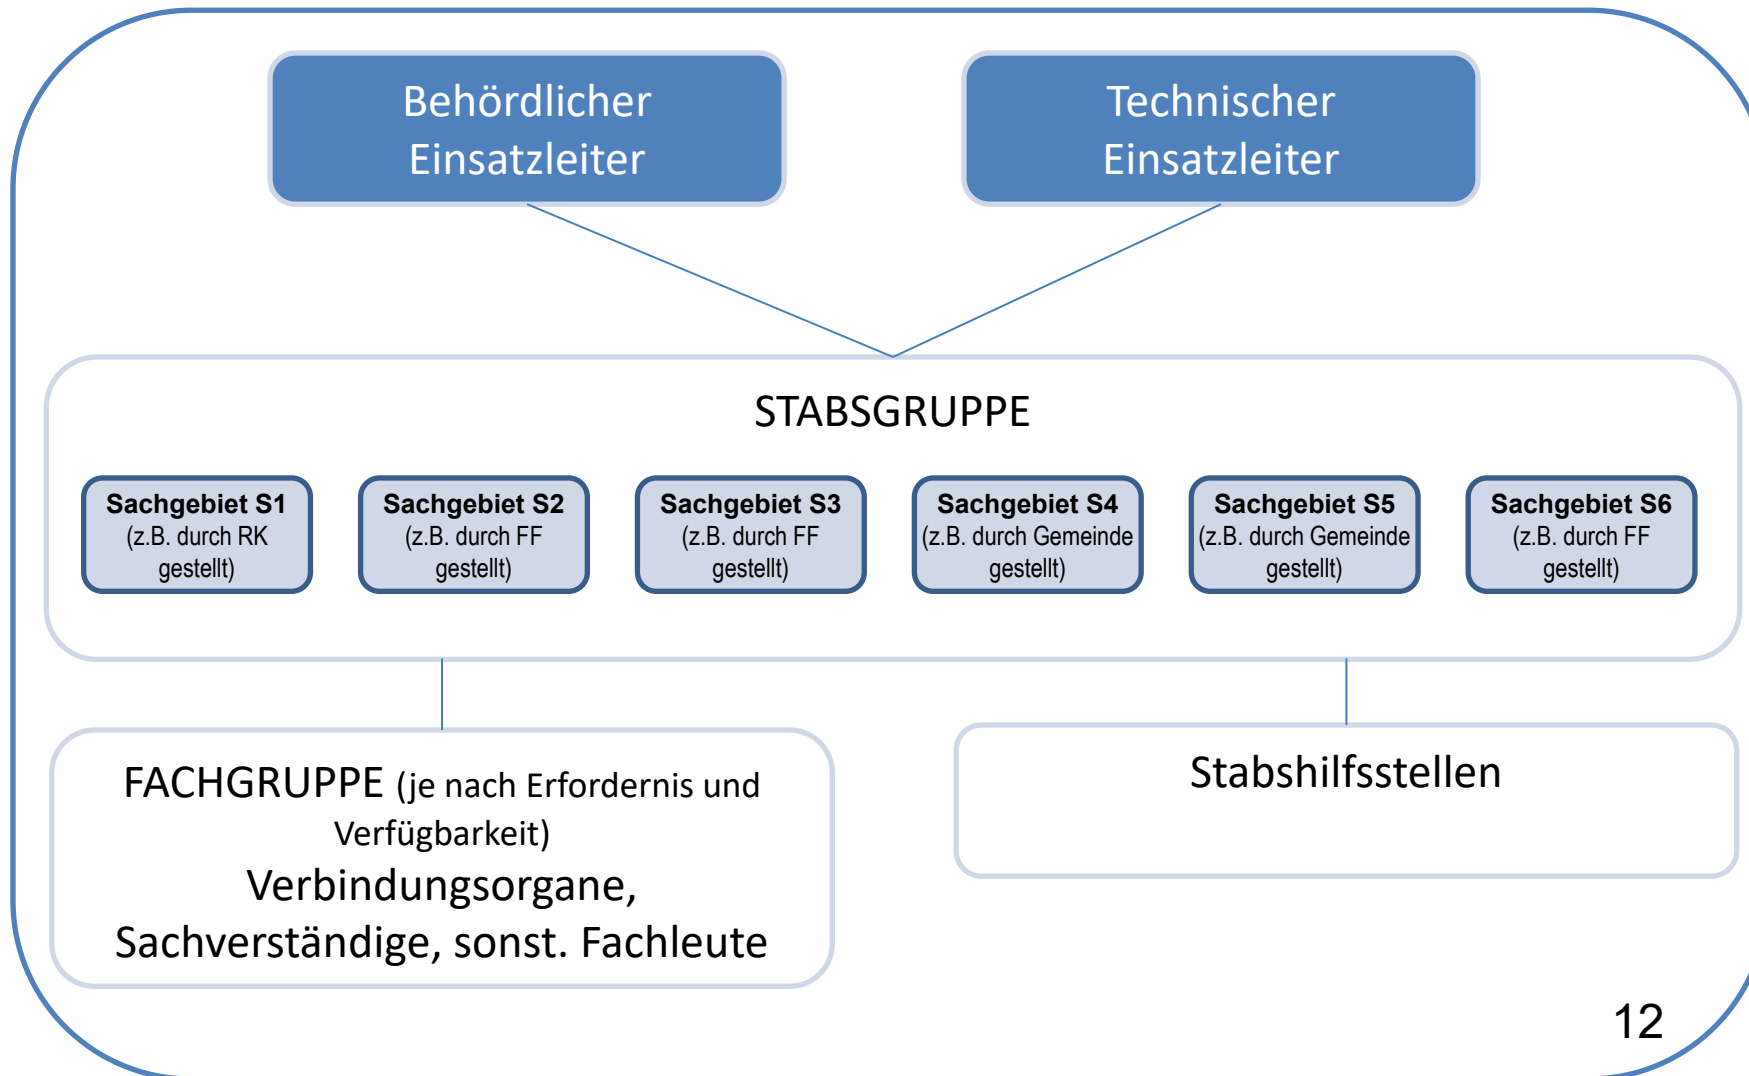 Behördlicher
Einsatzleiter
Technischer
Einsatzleiter
STABSGRUPPE
Sachgebiet S1
(z.B. durch RK
gestellt)
Sachgebiet S2
(z.B. durch FF
gestellt)
Sachgebiet S3
(z.B. durch FF
gestellt)
Sachgebiet S4
(z.B. durch Gemeinde
gestellt)
Sachgebiet S5
(z.B. durch Gemeinde
gestellt)
Sachgebiet S6
(z.B. durch FF
gestellt)
FACHGRUPPE (je nach Erfordernis und
Verfügbarkeit)
Verbindungsorgane,
Sachverständige, sonst. Fachleute
Stabshilfsstellen
12